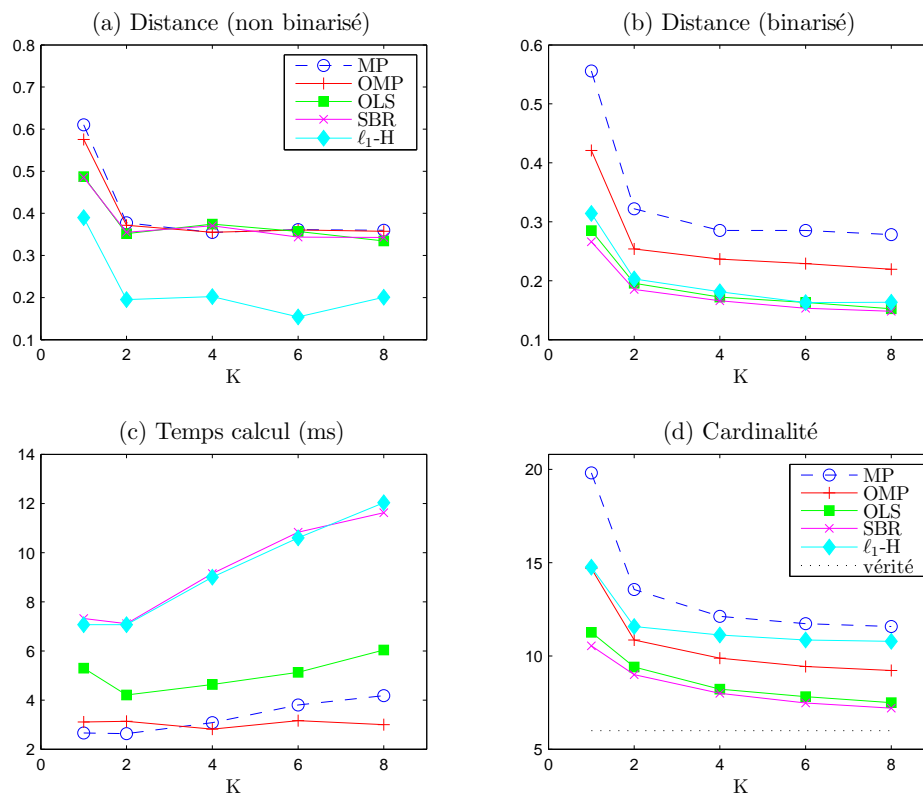 (a) Distance (non binarisé)
0.8
0.7
0.6
0.5
0.4
0.3
0.2
0.1
0 2 4 6 8
K
MP
OMP
OLS
SBR
ℓ₁-H
(b) Distance (binarisé)
0.6
0.5
0.4
0.3
0.2
0.1
0 2 4 6 8
K
(c) Temps calcul (ms)
14
12
10
8
6
4
2
0 2 4 6 8
K
(d) Cardinalité
20
15
10
5
0 2 4 6 8
K
MP
OMP
OLS
SBR
ℓ₁-H
vérité